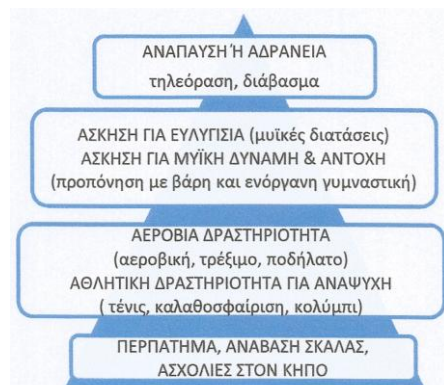 ΑΝΑΠΑΥΣΗ Ή ΑΔΡΑΝΕΙΑ
τηλεόραση, διάβασμα
ΑΣΚΗΣΗ ΓΙΑ ΕΥΛΥΓΙΣΙΑ (μυϊκές διατάσεις)
ΑΣΚΗΣΗ ΓΙΑ ΜΥΪΚΗ ΔΥΝΑΜΗ & ΑΝΤΟΧΗ
(προπόνηση με βάρη και ενόργανη γυμναστική)
ΑΕΡΟΒΙΑ ΔΡΑΣΤΗΡΙΟΤΗΤΑ
(αεροβική, τρέξιμο, ποδήλατο)
ΑΘΛΗΤΙΚΗ ΔΡΑΣΤΗΡΙΟΤΗΤΑ ΓΙΑ ΑΝΑΨΥΧΗ
( τένις, καλαθοσφαίριση, κολύμπι)
ΠΕΡΠΑΤΗΜΑ, ΑΝΑΒΑΣΗ ΣΚΑΛΑΣ,
ΑΣΧΟΛΙΕΣ ΣΤΟΝ ΚΗΠΟ